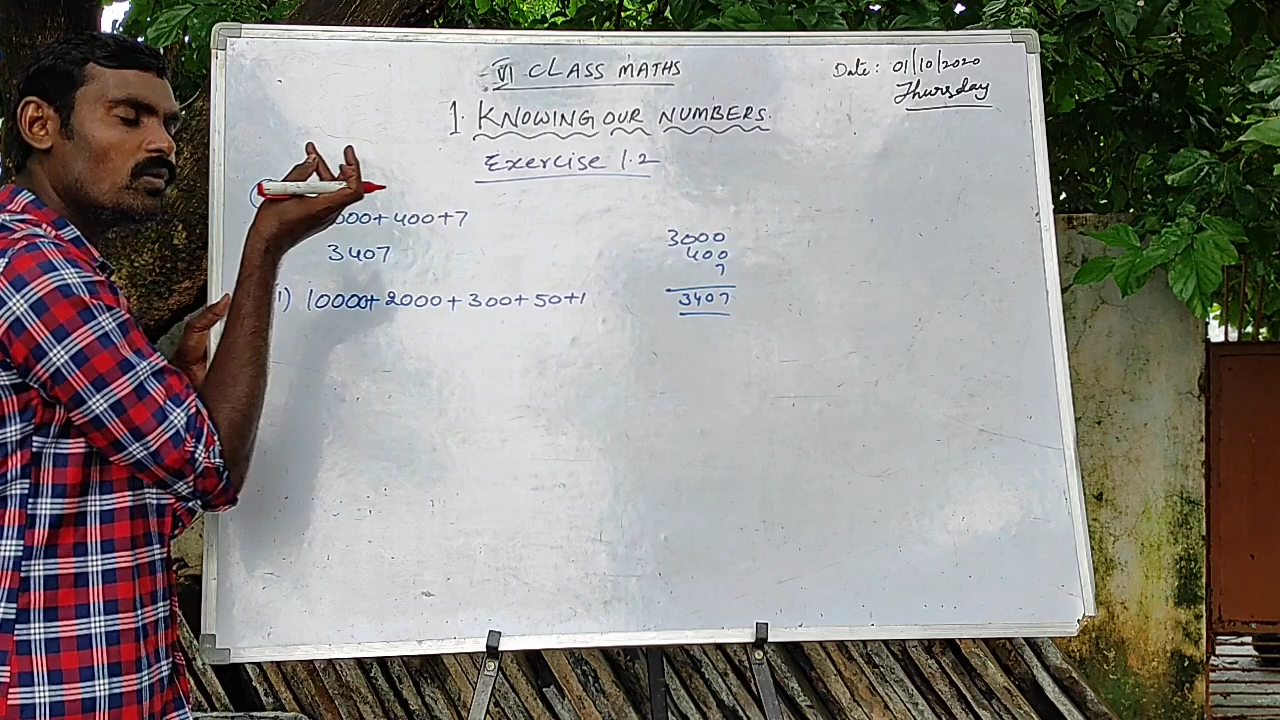 VI CLASS MATHS
Date: 01/10/2020
Thursday
1. KNOWING OUR NUMBERS.
Exercise 1.2
000+400+7
3407
3000
400
7
3407
i) 10000+2000+300+50+1